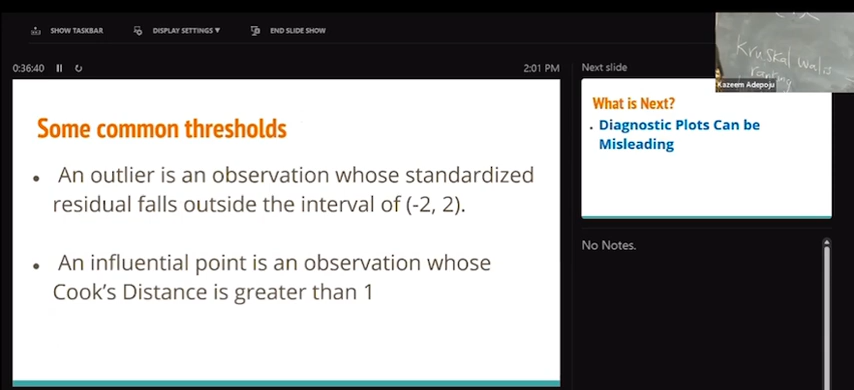 SHOW TASKBAR DISPLAY SETTINGS ▼ END SLIDE SHOW
0:36:40 2:01 PM
Some common thresholds
• An outlier is an observation whose standardized
residual falls outside the interval of (-2, 2).
• An influential point is an observation whose
Cook's Distance is greater than 1
Next slide
What is Next?
• Diagnostic Plots Can be
Misleading
No Notes.
Kruskal Walis
ranking
Kazeem Adepoju